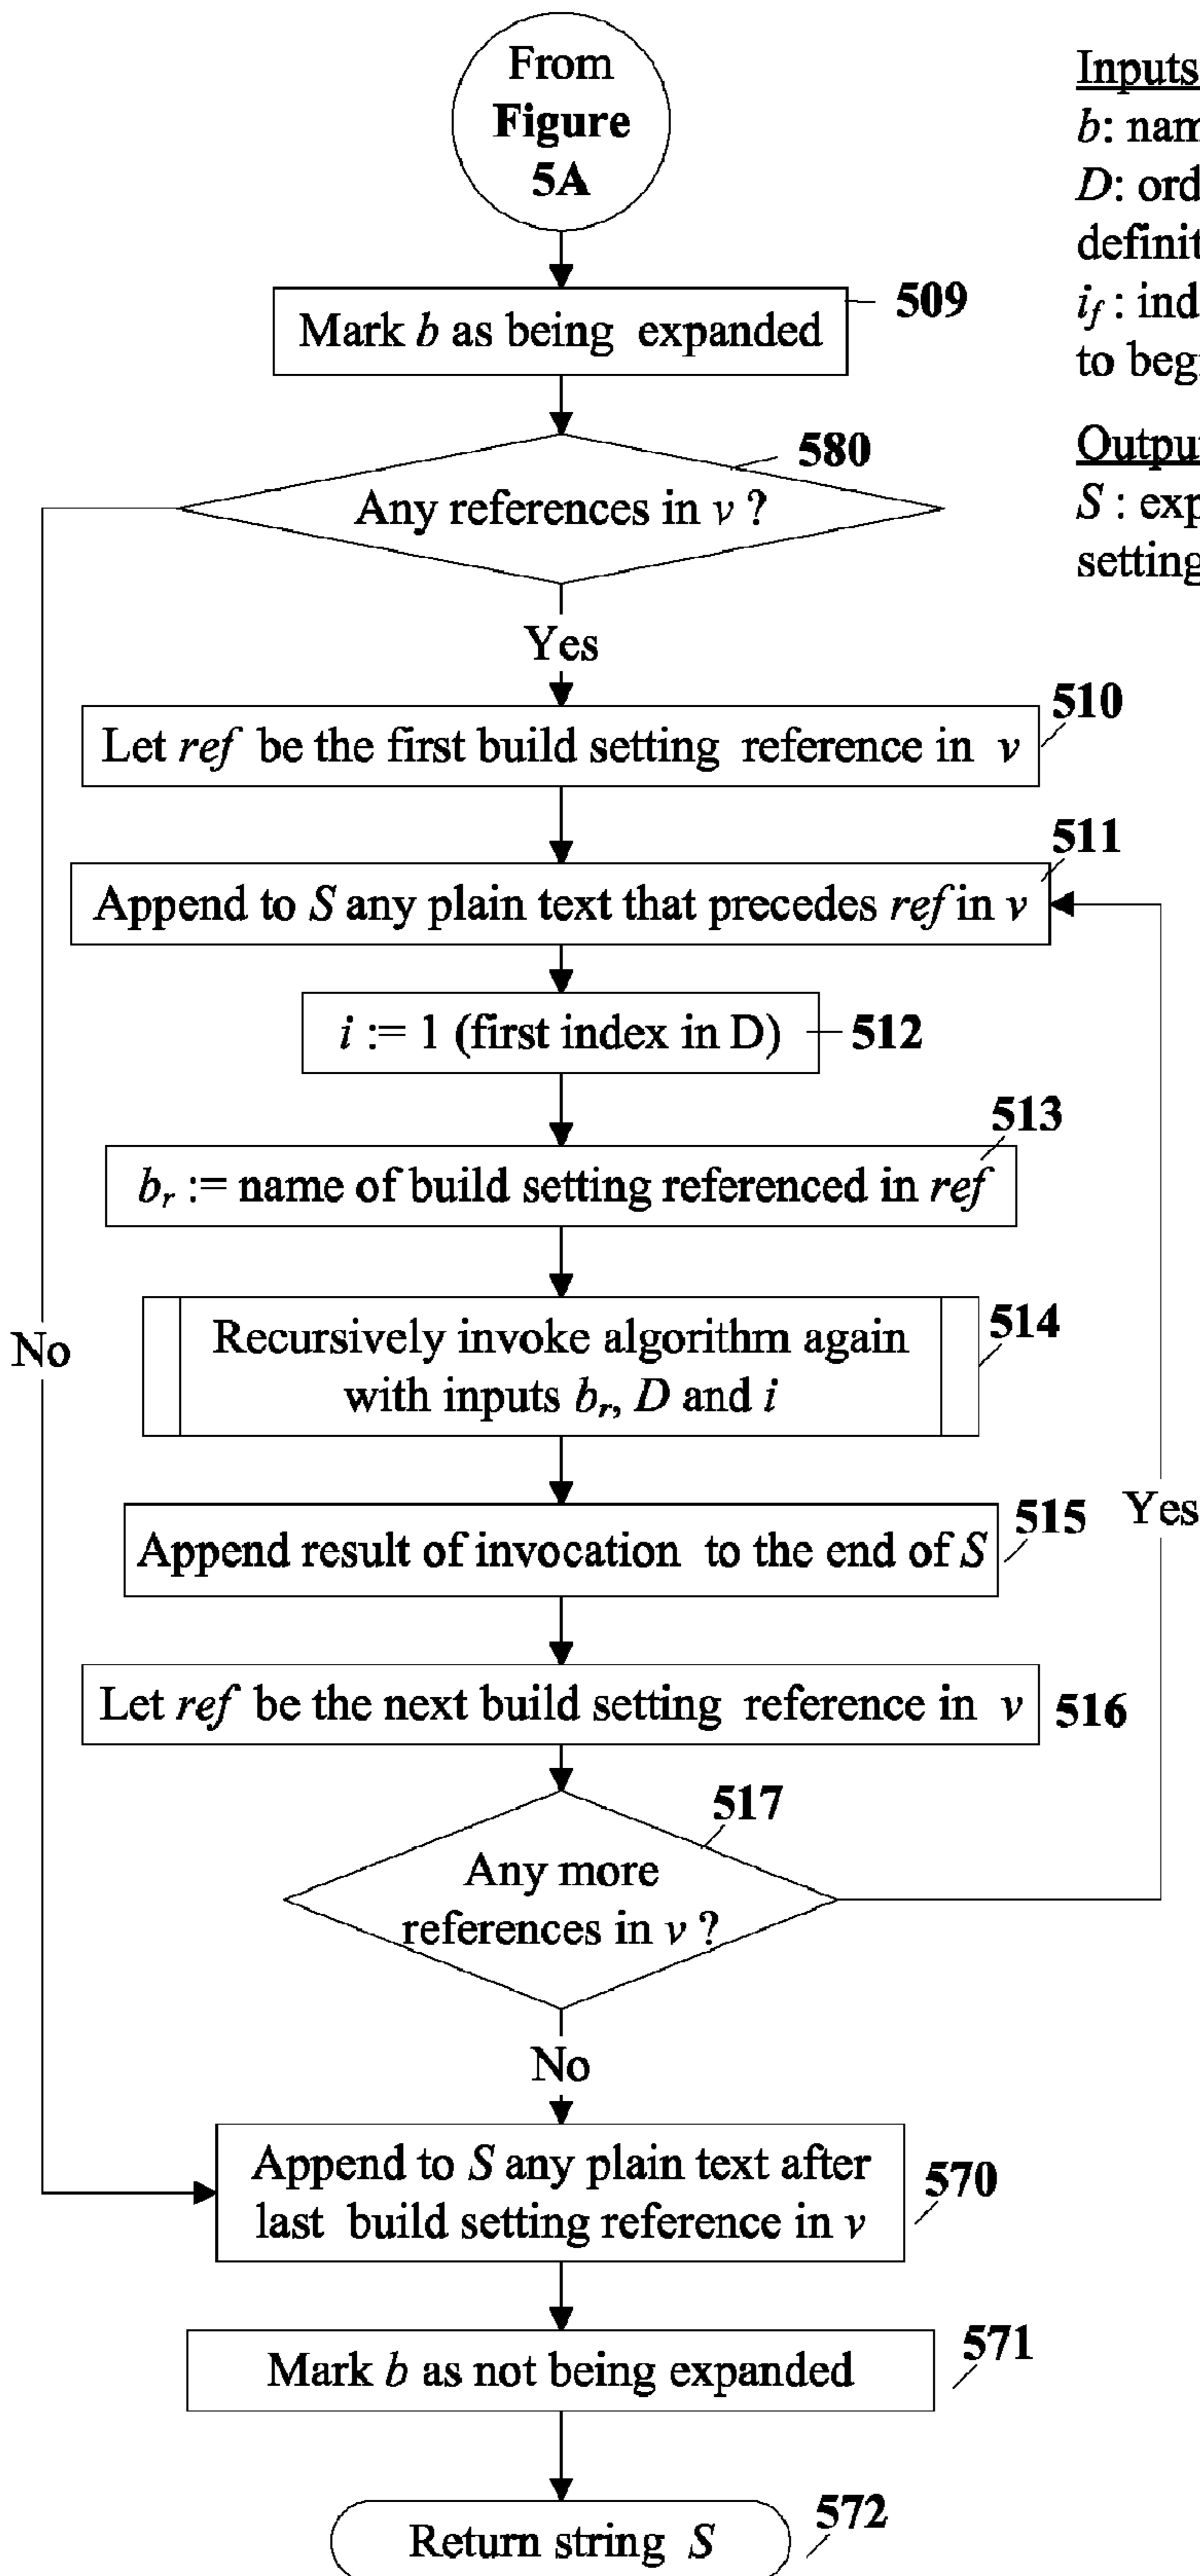 From
Figure
5A
Inputs
b: nam
D: ord
definit
i_f : ind
to beg
Outpu
S : exp
setting
Mark b as being expanded
509
Any references in v ?
580
Yes
Let ref be the first build setting reference in v
510
Append to S any plain text that precedes ref in v
511
i := 1 (first index in D)
512
b_r := name of build setting referenced in ref
513
No
Recursively invoke algorithm again
with inputs b_r, D and i
514
Append result of invocation to the end of S
515
Yes
Let ref be the next build setting reference in v
516
Any more
references in v ?
517
No
Append to S any plain text after
last build setting reference in v
570
Mark b as not being expanded
571
Return string S
572